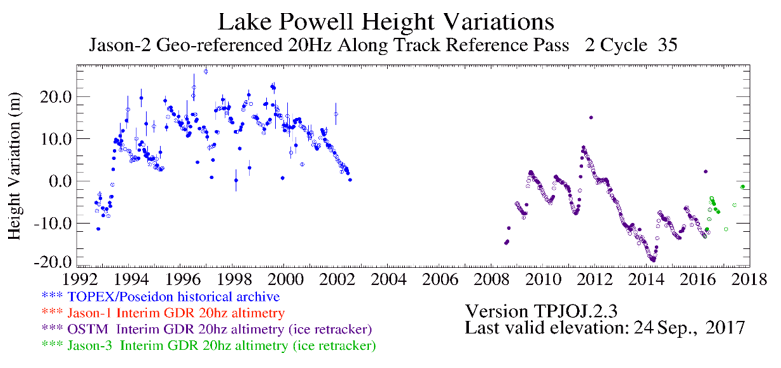 Lake Powell Height Variations
Jason-2 Geo-referenced 20Hz Along Track Reference Pass 2 Cycle 35
Height Variation (m)
20.0
10.0
0.0
-10.0
-20.0
1992 1994 1996 1998 2000 2002 2004 2006 2008 2010 2012 2014 2016 2018
*** TOPEX/Poseidon historical archive
*** Jason-1 Interim GDR 20hz altimetry
*** OSTM Interim GDR 20hz altimetry (ice retracker)
*** Jason-3 Interim GDR 20hz altimetry (ice retracker)
Version TPJOJ.2.3
Last valid elevation: 24 Sep., 2017